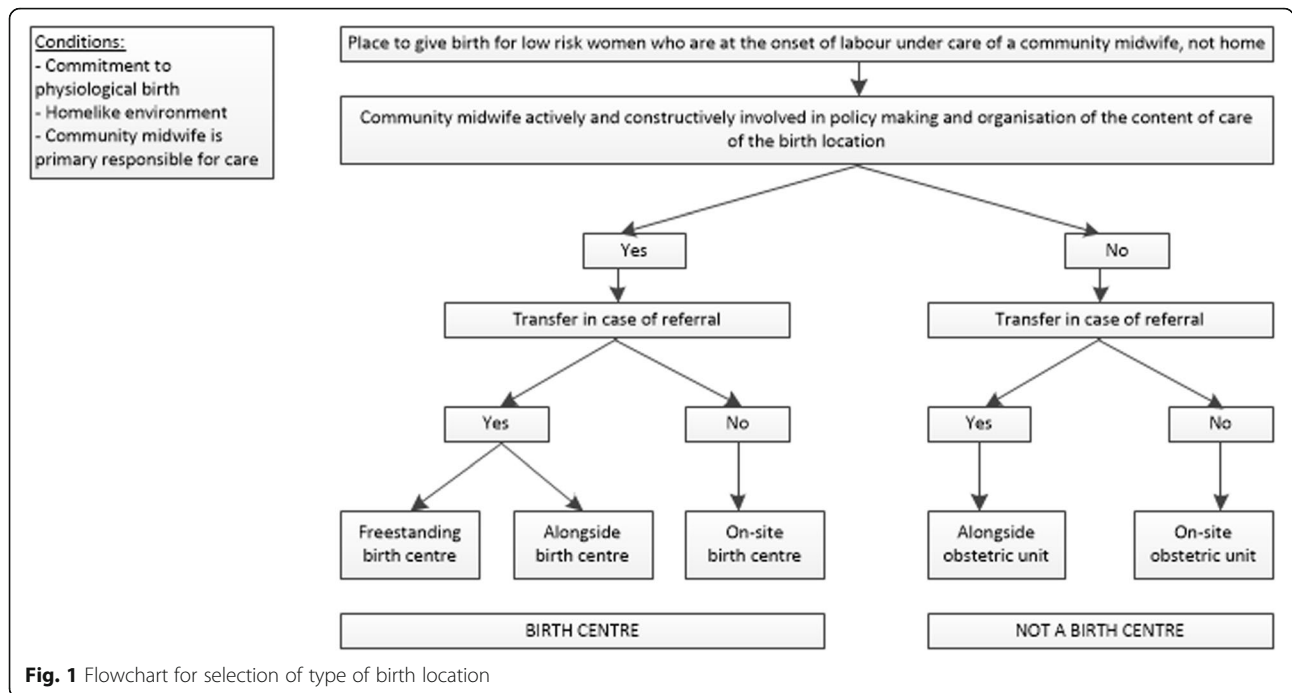 Conditions:
- Commitment to
physiological birth
- Homelike environment
- Community midwife is
primary responsible for care
Place to give birth for low risk women who are at the onset of labour under care of a community midwife, not home
Community midwife actively and constructively involved in policy making and organisation of the content of care
of the birth location
Yes
No
Transfer in case of referral
Transfer in case of referral
Yes
No
Yes
No
Freestanding
birth centre
Alongside
birth centre
On-site
birth centre
Alongside
obstetric unit
On-site
obstetric unit
BIRTH CENTRE
NOT A BIRTH CENTRE
Fig. 1 Flowchart for selection of type of birth location